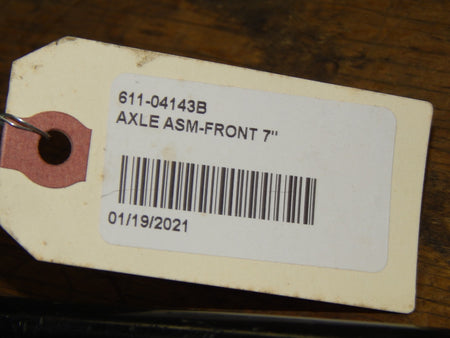 611-04143B
AXLE ASM-FRONT 7"
01/19/2021